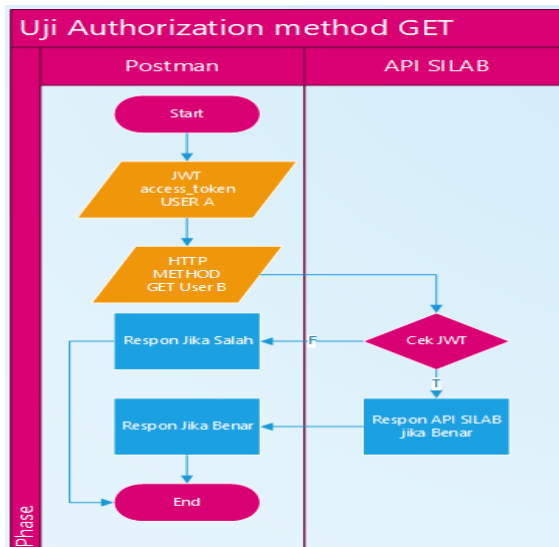 Uji Authorization method GET
Postman
API SILAB
Start
JWT
access_token
USER A
HTTP
METHOD
GET User B
Respon Jika Salah
F
Cek JWT
T
Respon Jika Benar
Respon API SILAB
jika Benar
End
Phase